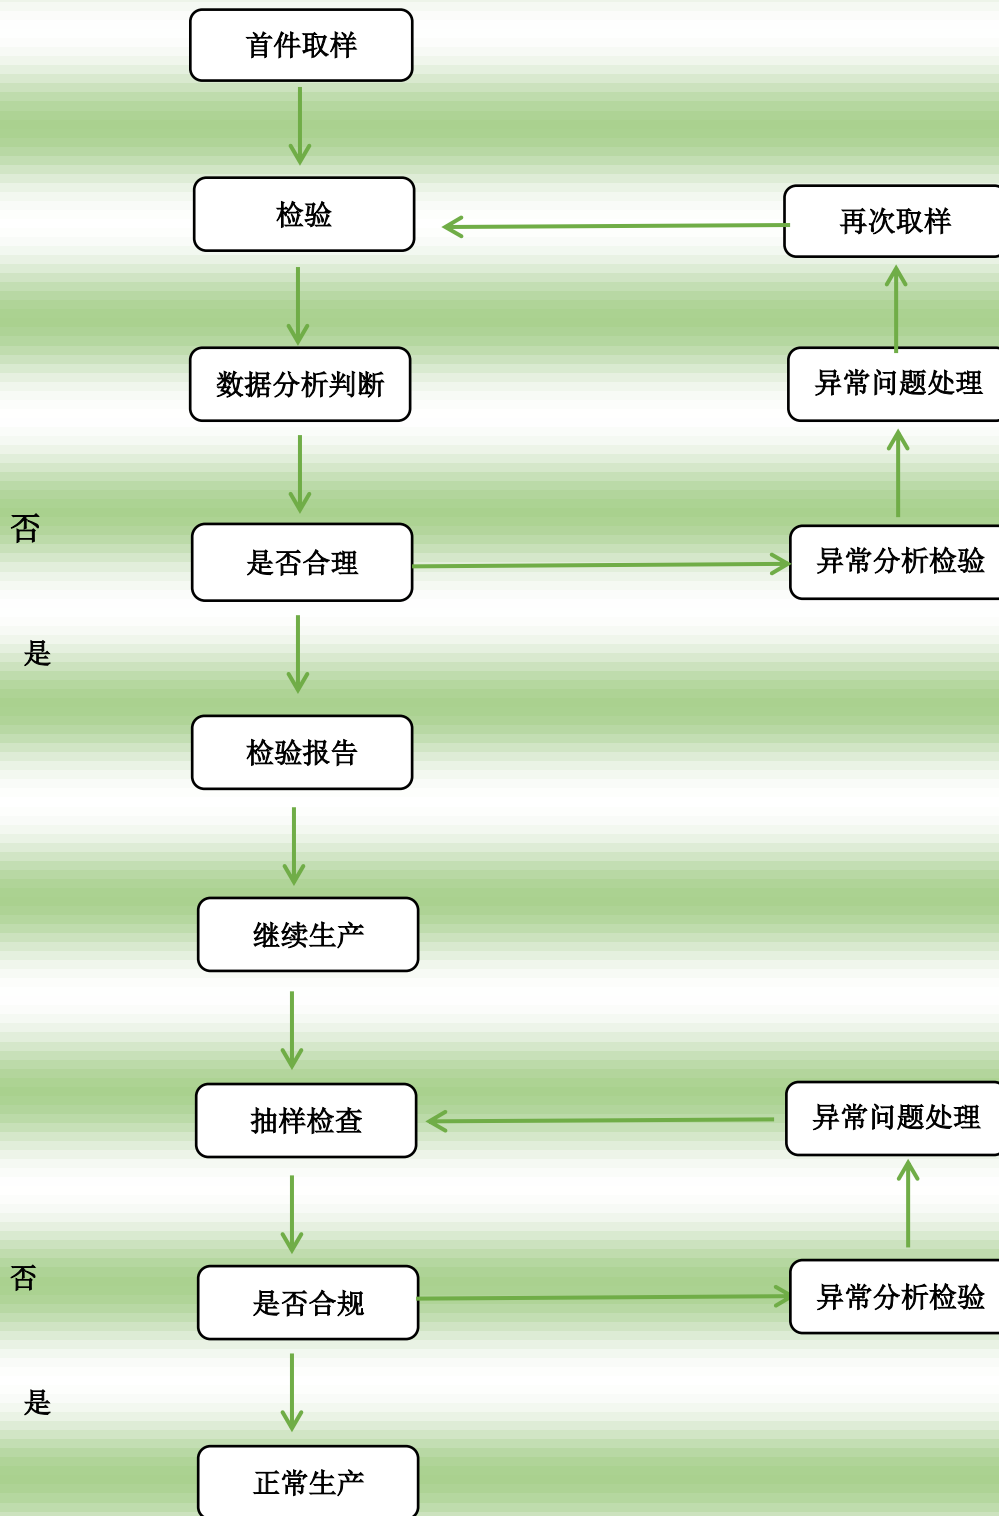 首件取样
检验
再次取样
数据分析判断
异常问题处理
否
是否合理
异常分析检验
是
检验报告
继续生产
抽样检查
异常问题处理
否
是否合规
异常分析检验
是
正常生产